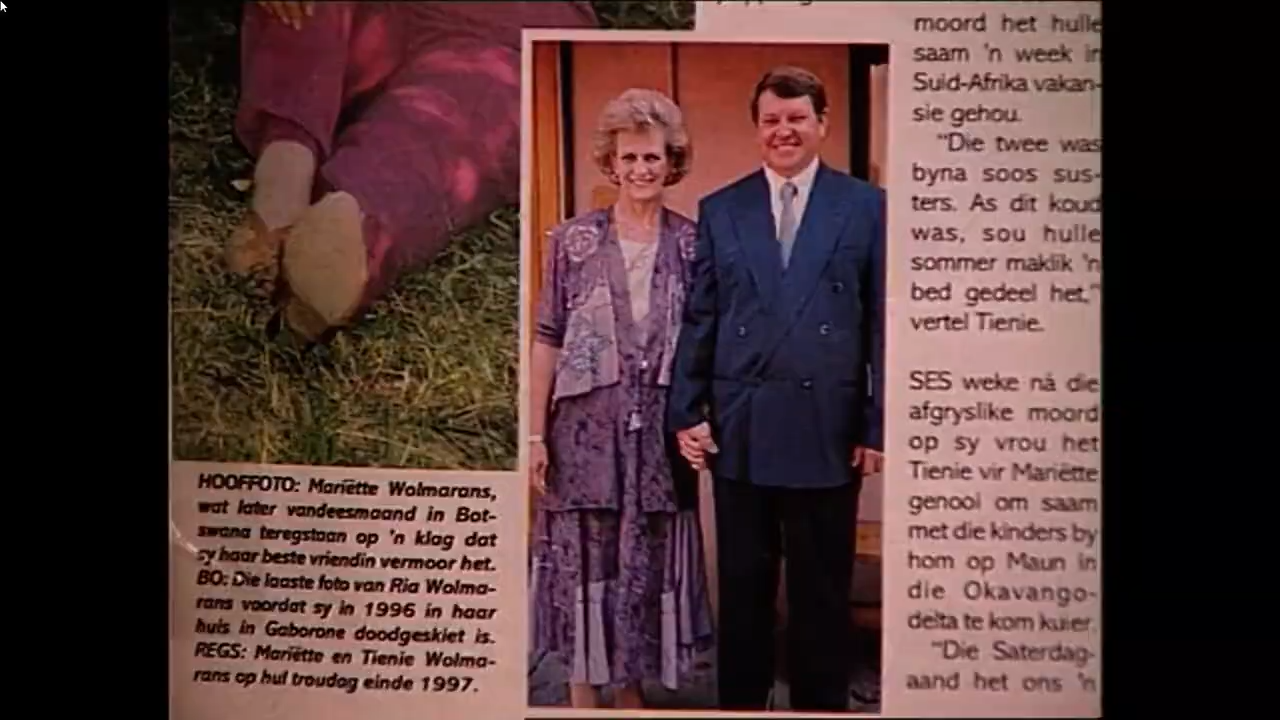 HOOFFOTO: Mariëtte Wolmarans,
wat later vandeesmaand in Bot-
swana teregstaan op 'n klag dat
sy haar beste vriendin vermoor het.
BO: Die laaste foto van Ria Wolma-
rans voordat sy in 1996 in haar
huis in Gaborone doodgeskiet is.
REGS: Mariëtte en Tienie Wolma-
rans op hul troudag einde 1997.
moord het hulle
saam 'n week in
Suid-Afrika vakan-
sie gehou.
"Die twee was
byna soos sus-
ters. As dit koud
was, sou hulle
sommer maklik 'n
bed gedeel het,"
vertel Tienie.
SES weke ná die
afgryslike moord
op sy vrou het
Tienie vir Mariëtte
genooi om saam
met die kinders by
hom op Maun in
die Okavango-
delta te kom kuier.
"Die Saterdag-
aand het ons 'n